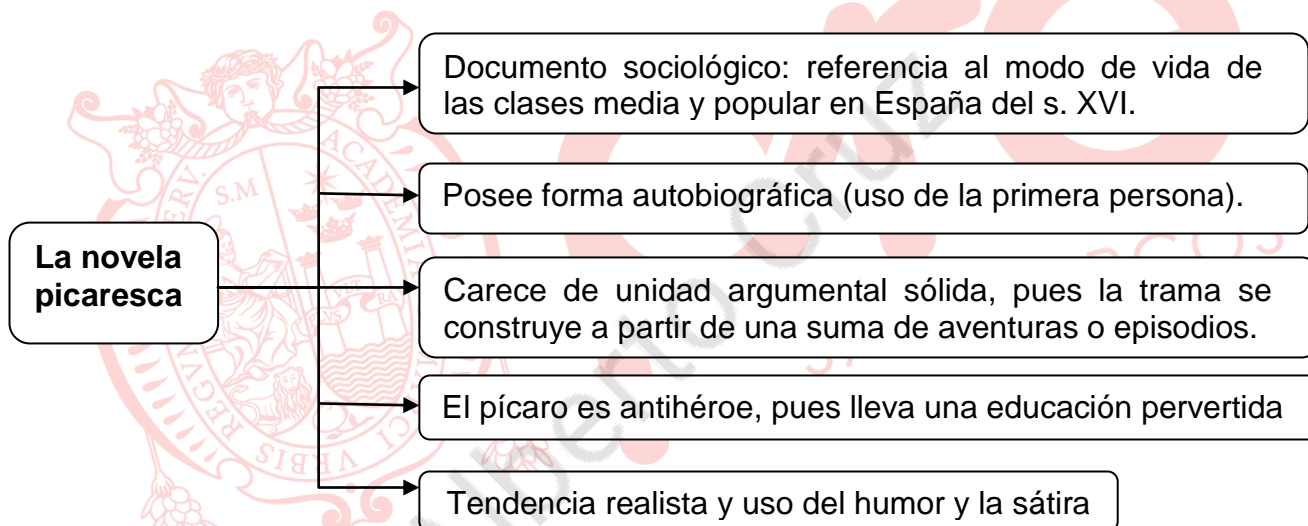 Documento sociológico: referencia al modo de vida de
las clases media y popular en España del s. XVI.
Posee forma autobiográfica (uso de la primera persona).
La novela
picaresca
Carece de unidad argumental sólida, pues la trama se
construye a partir de una suma de aventuras o episodios.
El pícaro es antihéroe, pues lleva una educación pervertida
Tendencia realista y uso del humor y la sátira